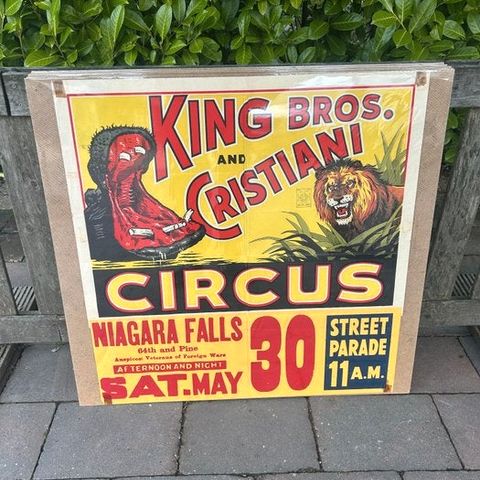 KING BROS.
AND
CRISTIANI
CIRCUS
NIAGARA FALLS
64th and Pine
Auspices: Veterans of Foreign Wars
AFTERNOON AND NIGHT
SAT. MAY
30
STREET
PARADE
11 A.M.